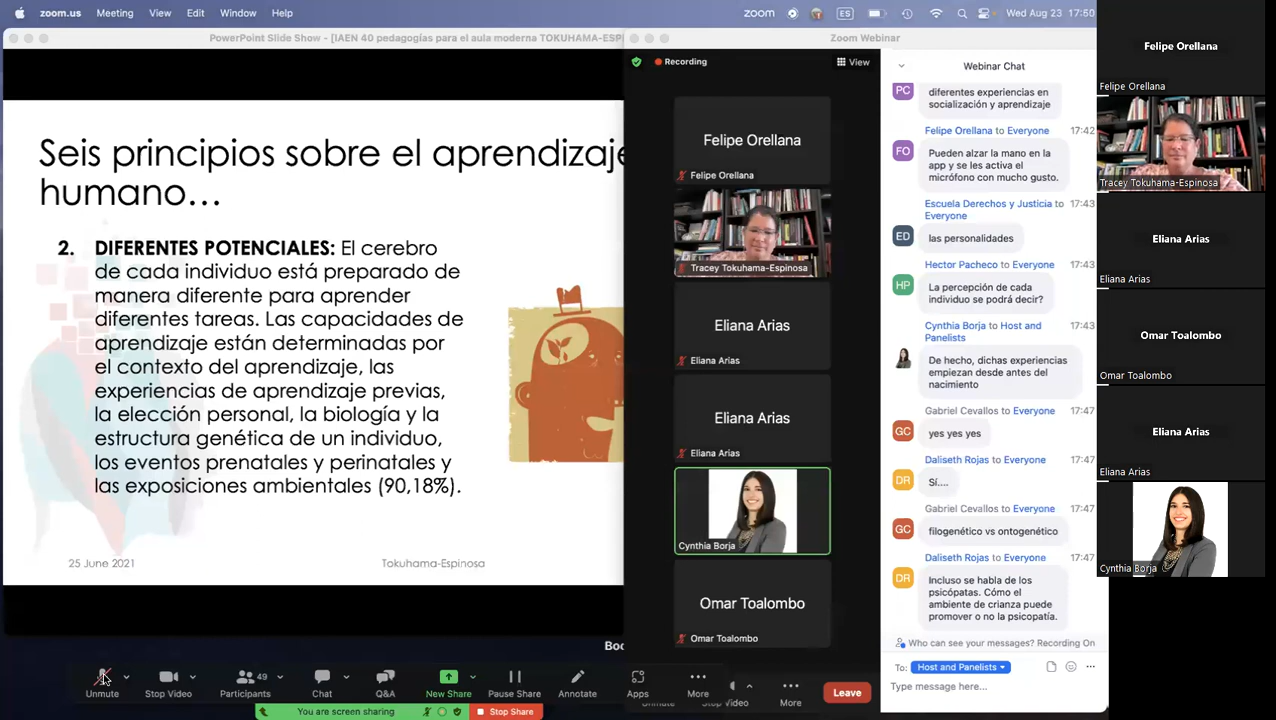 zoom.us Meeting View Edit Window Help
zoom ES Wed Aug 23 17:50
PowerPoint Slide Show - [IAEN 40 pedagogías para el aula moderna TOKUHAMA-ESP
Seis principios sobre el aprendizaje
humano…
2. DIFERENTES POTENCIALES: El cerebro
de cada individuo está preparado de
manera diferente para aprender
diferentes tareas. Las capacidades de
aprendizaje están determinadas por
el contexto del aprendizaje, las
experiencias de aprendizaje previas,
la elección personal, la biología y la
estructura genética de un individuo,
los eventos prenatales y perinatales y
las exposiciones ambientales (90,18%).
25 June 2021
Tokuhama-Espinosa
Zoom Webinar
Recording
View
Felipe Orellana
Felipe Orellana
Tracey Tokuhama-Espinosa
Eliana Arias
Eliana Arias
Eliana Arias
Eliana Arias
Cynthia Borja
Omar Toalombo
Omar Toalombo
Webinar Chat
PC
diferentes experiencias en
socialización y aprendizaje
Felipe Orellana to Everyone 17:42
FO
Pueden alzar la mano en la
app y se les activa el
micrófono con mucho gusto.
Escuela Derechos y Justicia to 17:43
Everyone
ED
las personalidades
Hector Pacheco to Everyone 17:43
HP
La percepción de cada
individuo se podrá decir?
Cynthia Borja to Host and 17:43
Panelists
De hecho, dichas experiencias
empiezan desde antes del
nacimiento
Gabriel Cevallos to Everyone 17:47
GC
yes yes yes
Daliseth Rojas to Everyone 17:47
DR
Sí....
Gabriel Cevallos to Everyone 17:47
GC
filogenético vs ontogenético
Daliseth Rojas to Everyone 17:47
DR
Incluso se habla de los
psicópatas. Cómo el
ambiente de crianza puede
promover o no la psicopatía.
Who can see your messages? Recording On
To: Host and Panelists
Type message here...
Felipe Orellana
Felipe Orellana
Tracey Tokuhama-Espinosa
Eliana Arias
Eliana Arias
Omar Toalombo
Omar Toalombo
Eliana Arias
Eliana Arias
Cynthia Borja
Boo
49
Unmute Stop Video Participants Chat Q&A New Share Pause Share Annotate Apps More
Unmute Stop Video More Leave
You are screen sharing Stop Share